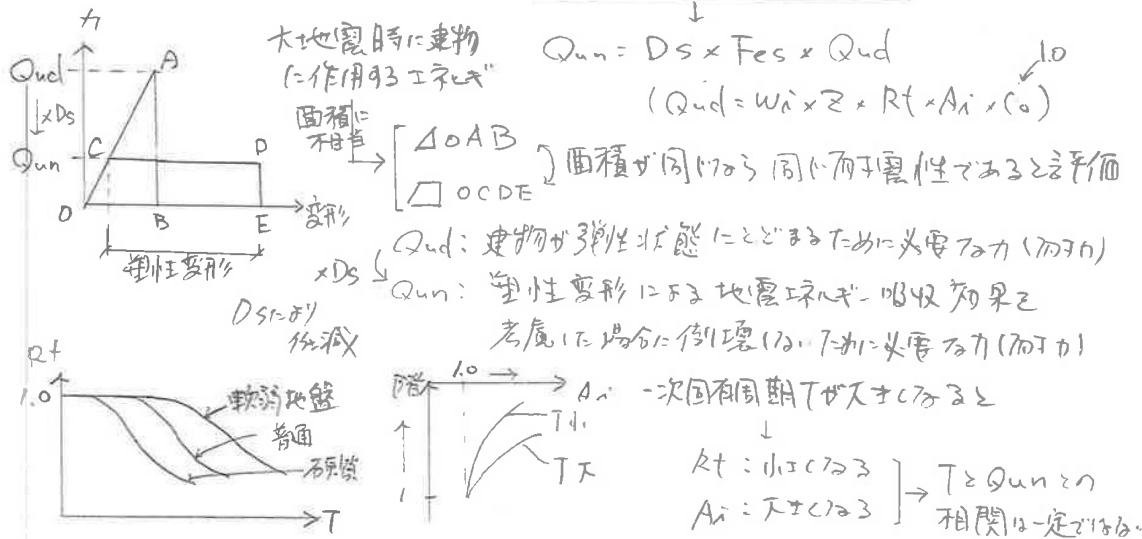 力
大地震時に建物
に作用するエネルギ
Qun = Ds × Fes × Qud
1.0
(Qud = Wi × Z × Rt × Ai × Co)
Qud
A
↓×Ds
面積に
相当
△OAB
□ OCDE
面積が同じなら 同じ耐震性であると評価
Qun
C
D
O
B
E
変形
塑性変形
Qud: 建物が弾性状態にとどまるために必要な力(耐力)
×Ds
Qun: 塑性変形による地震エネルギー吸収効果を
考慮した場合に倒壊しないために必要な力(耐力)
Dsにより
低減
Rt
1.0
軟弱地盤
普通
硬質
T
階
1.0 →
Ai
T小
T大
1
一次固有周期Tが大きくなると
↓
Rt: 小さくなる
Ai: 大きくなる
→ TとQunとの
相関は一定ではない.